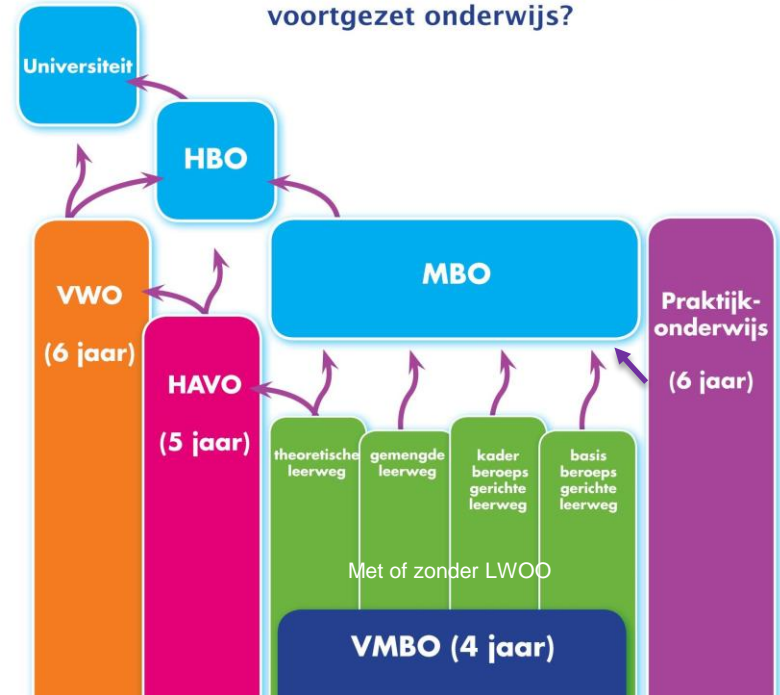 voortgezet onderwijs?
Universiteit
HBO
MBO
VWO
(6 jaar)
HAVO
(5 jaar)
Praktijk-
onderwijs
(6 jaar)
theoretische
leerweg
gemengde
leerweg
kader
beroeps
gerichte
leerweg
basis
beroeps
gerichte
leerweg
Met of zonder LWOO
VMBO (4 jaar)